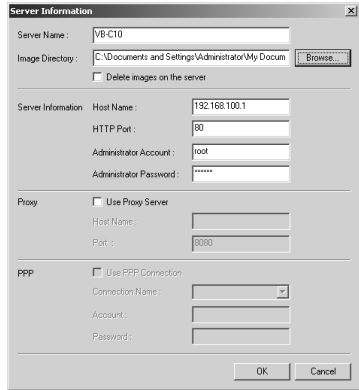 Server Information
Server Name : VB-C10
Image Directory : C:\Documents and Settings\Administrator\My Docum Browse...
Delete images on the server
Server Information Host Name : 192.168.100.1
HTTP Port : 80
Administrator Account : root
Administrator Password : ******
Proxy Use Proxy Server
Host Name :
Port : 8080
PPP Use PPP Connection
Connection Name :
Account :
Password :
OK Cancel